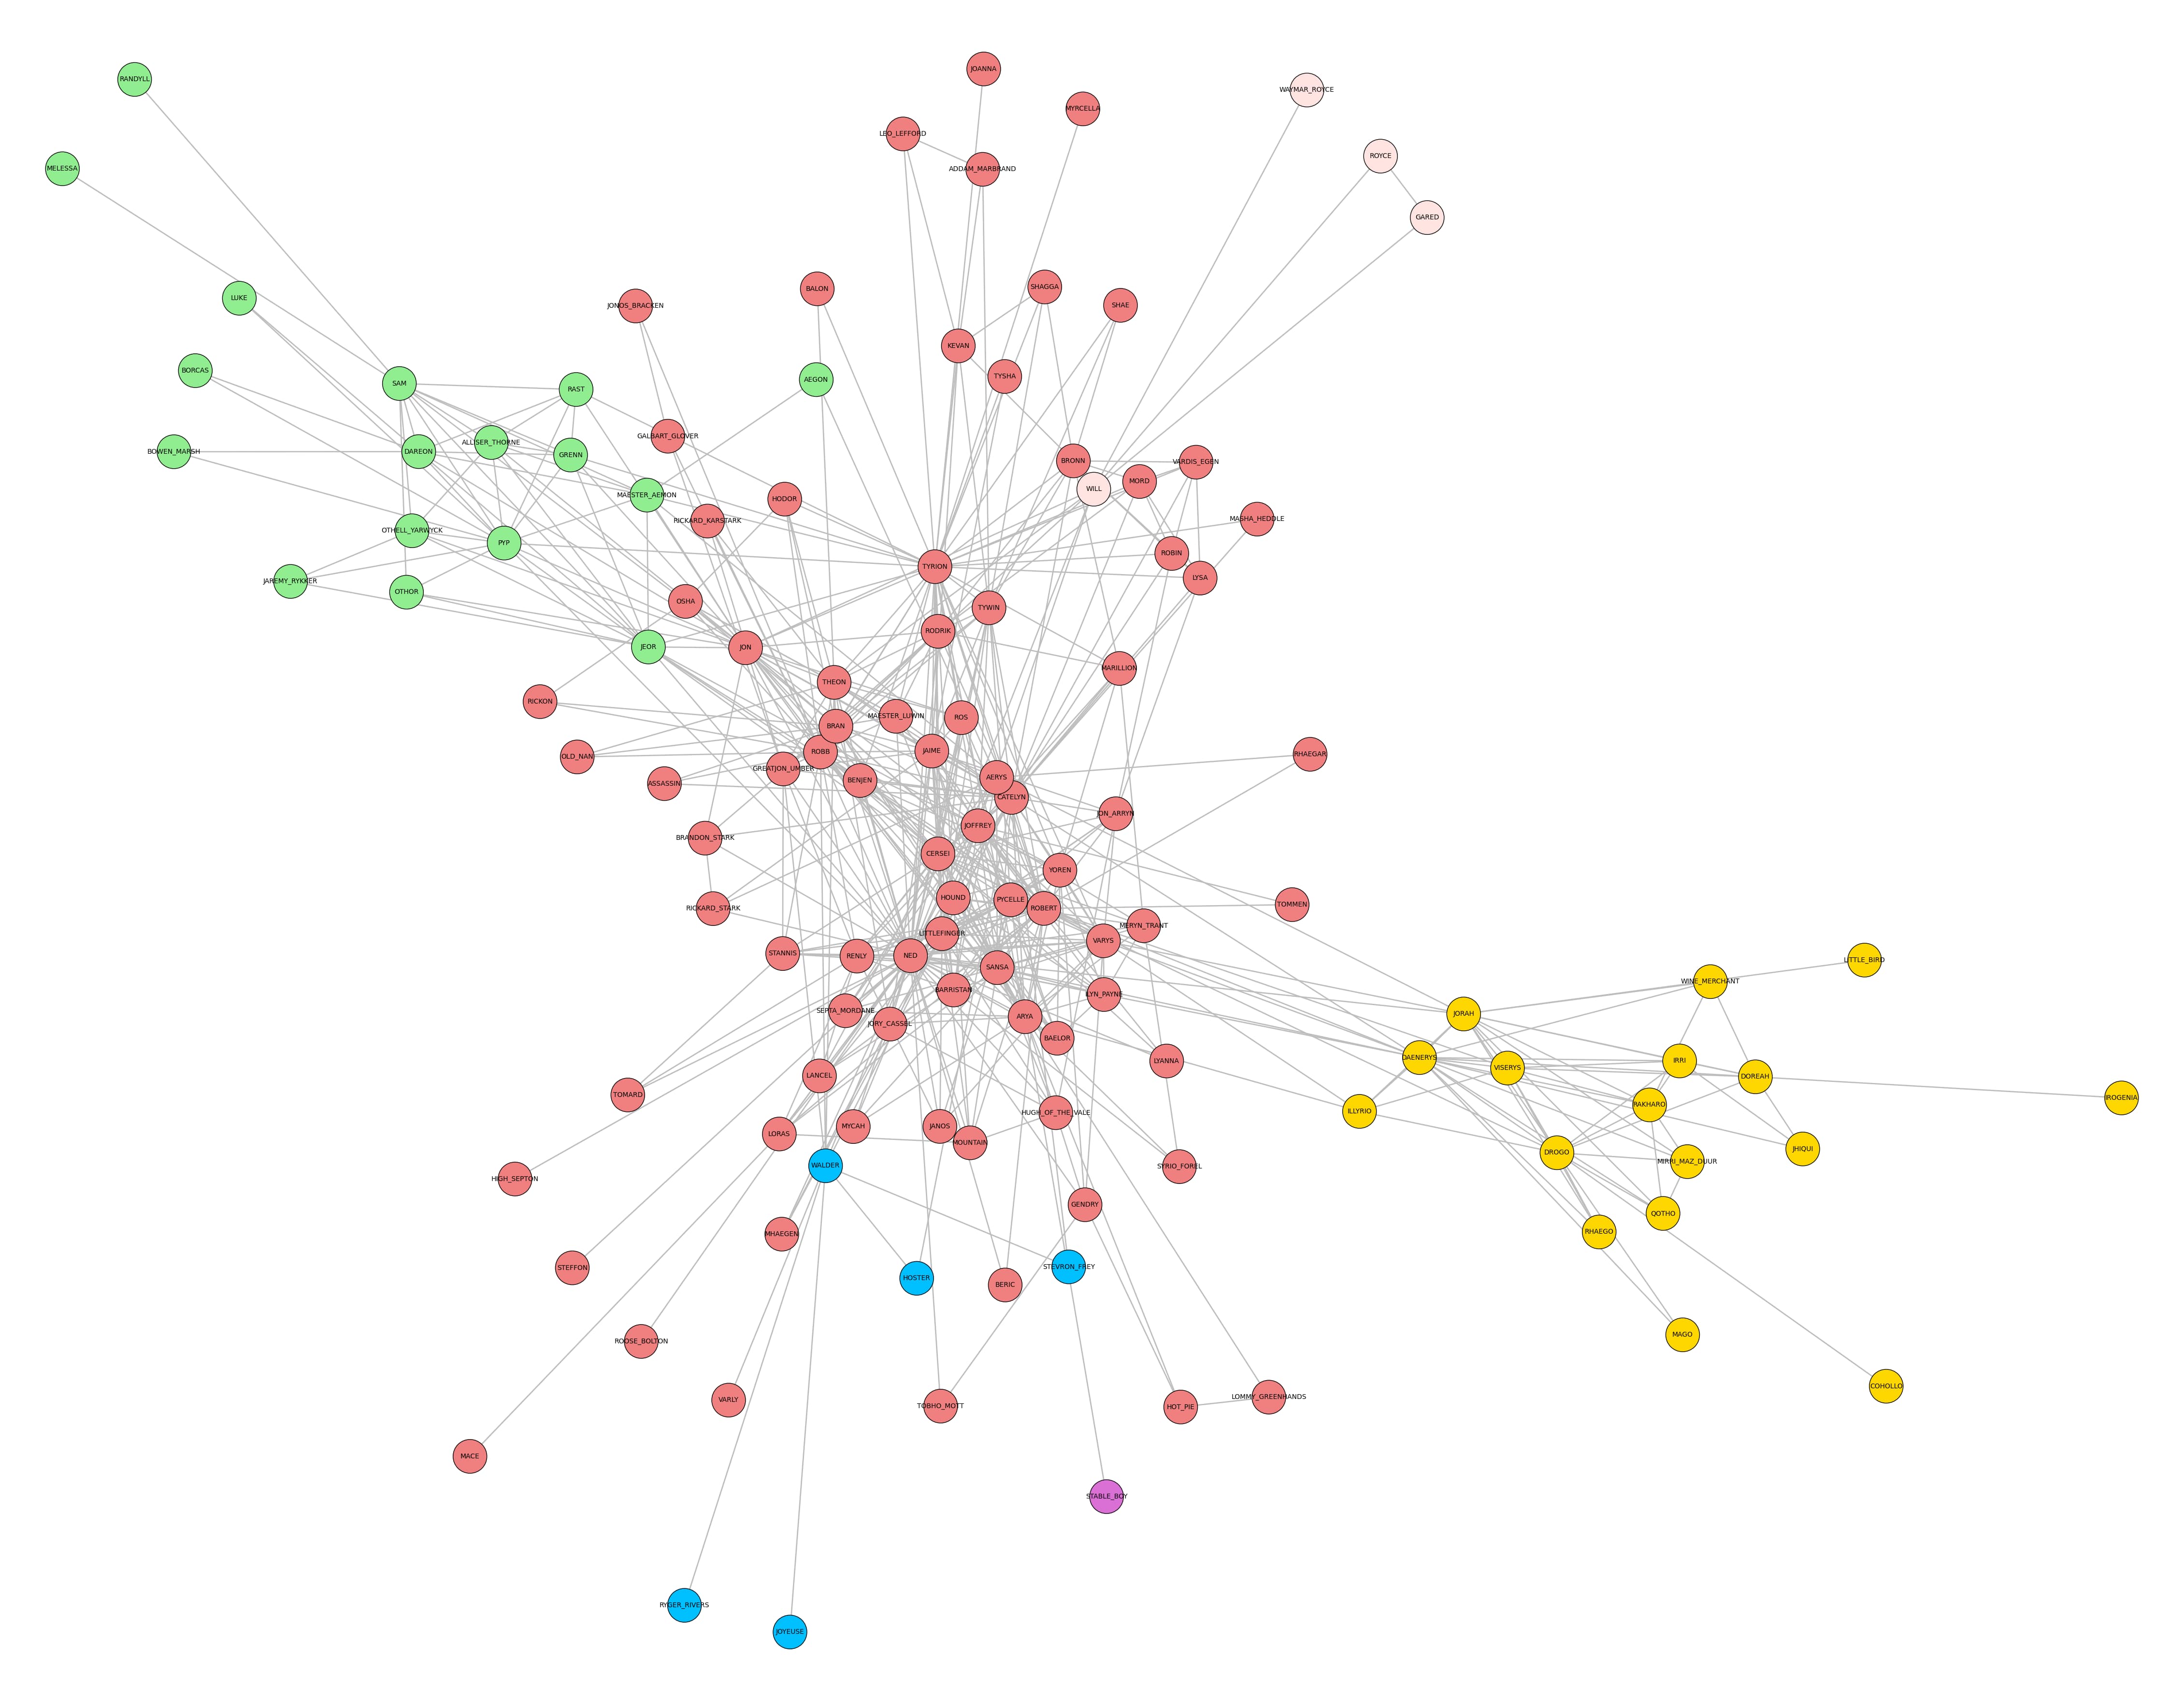 JOANNA
RANDYLL
WAYMAR_ROYCE
MYRCELLA
LEO_LEFFORD
ROYCE
MELESSA
ADDAM_MARBRAND
GARED
SHAGGA
BALON
LUKE
JONOS_BRACKEN
SHAE
KEVAN
BORCAS
TYSHA
AEGON
SAM
RAST
GALBART_GLOVER
ALLISER_THORNE
BOWEN_MARSH
DAREON
GRENN
BRONN
VARDIS_EGEN
MORD
WILL
MAESTER_AEMON
HODOR
MASHA_HEDDLE
RICKARD_KARSTARK
OTHELL_YARWYCK
PYP
ROBIN
TYRION
LYSA
JAREMY_RYKKER
OTHOR
OSHA
TYWIN
RODRIK
JEOR
JON
MARILLION
THEON
RICKON
MAESTER_LUWIN
ROS
BRAN
ROBB
JAIME
RHAEGAR
OLD_NAN
GREATJON_UMBER
AERYS
BENJEN
ASSASSIN
CATELYN
JON_ARRYN
JOFFREY
BRANDON_STARK
CERSEI
YOREN
HOUND
PYCELLE
TOMMEN
RICKARD_STARK
ROBERT
MERYN_TRANT
LITTLEFINGER
VARYS
STANNIS
RENLY
NED
LITTLE_BIRD
SANSA
WINE_MERCHANT
BARRISTAN
ILYN_PAYNE
SEPTA_MORDANE
JORAH
ARYA
JORY_CASSEL
BAELOR
DAENERYS
LYANNA
IRRI
VISERYS
LANCEL
DOREAH
TOMARD
IROGENIA
RAKHARO
ILLYRIO
HUGH_OF_THE_VALE
MYCAH
JANOS
LORAS
MOUNTAIN
JHIQUI
DROGO
MIRRI_MAZ_DUUR
WALDER
SYRIO_FOREL
HIGH_SEPTON
GENDRY
QOTHO
RHAEGO
MHAEGEN
STEFFON
STEVRON_FREY
HOSTER
BERIC
MAGO
ROOSE_BOLTON
COHOLLO
LOMMY_GREENHANDS
VARLY
TOBHO_MOTT
HOT_PIE
MACE
STABLE_BOY
RYGER_RIVERS
JOYEUSE